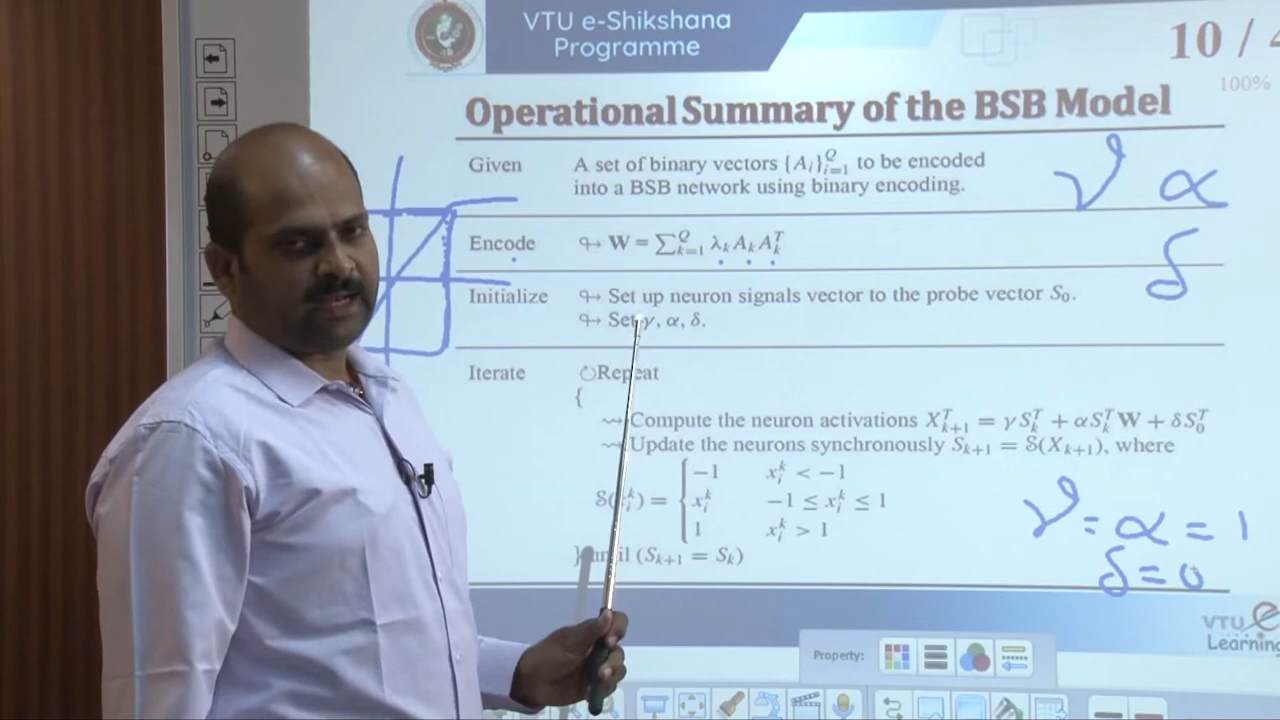 VTU e-Shikshana
Programme
10 / 4
100%
Operational Summary of the BSB Model
Given A set of binary vectors {A_i}_{i=1}^Q to be encoded
into a BSB network using binary encoding.
γ α
δ
Encode ↬ W = ∑_{k=1}^Q λ_k A_k A_k^T
Initialize ↬ Set up neuron signals vector to the probe vector S_0.
↬ Set γ, α, δ.
Iterate ↻Repeat
{
⇝ Compute the neuron activations X_{k+1}^T = γS_k^T + αS_k^T W + δS_0^T
⇝ Update the neurons synchronously S_{k+1} = S(X_{k+1}), where
−1 x_i^k < −1
S( _i^k) = { x_i^k −1 ≤ x_i^k ≤ 1
1 x_i^k > 1
} until (S_{k+1} = S_k)
γ = α = 1
δ = 0
VTU e
Learning
Property: